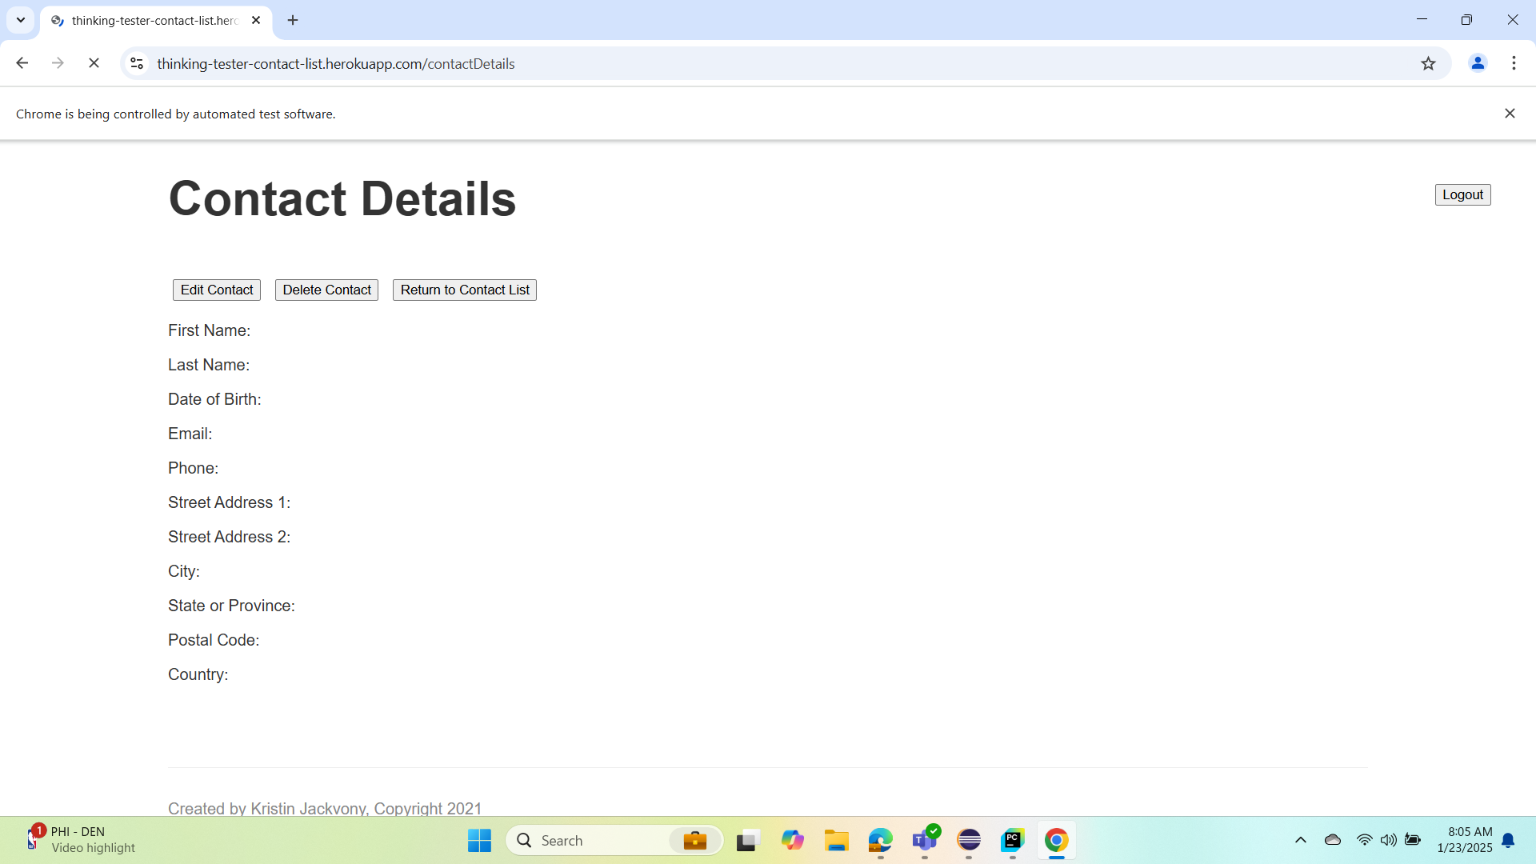 thinking-tester-contact-list.herc
thinking-tester-contact-list.herokuapp.com/contactDetails
Chrome is being controlled by automated test software.
Contact Details
Logout
Edit Contact Delete Contact Return to Contact List
First Name:
Last Name:
Date of Birth:
Email:
Phone:
Street Address 1:
Street Address 2:
City:
State or Province:
Postal Code:
Country:
Created by Kristin Jackvony, Copyright 2021
1
PHI - DEN
Video highlight
Search
PC
8:05 AM
1/23/2025